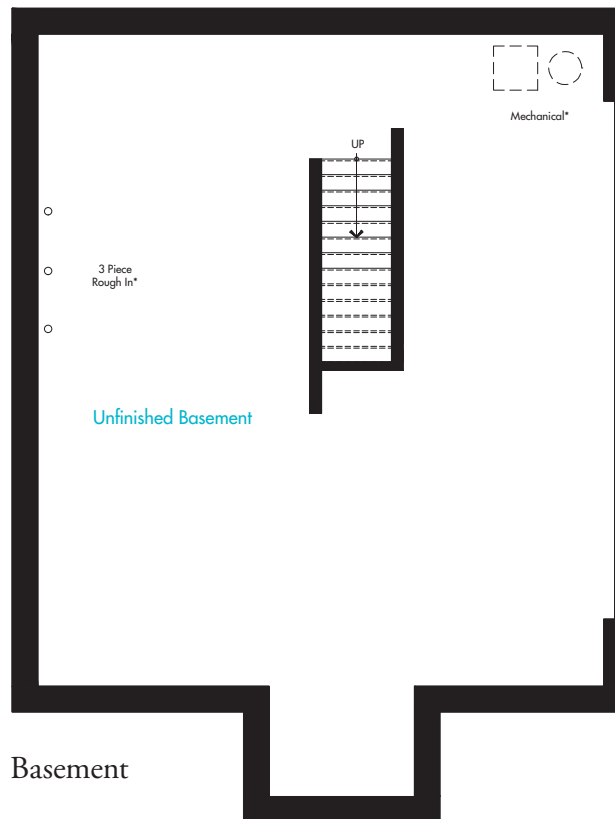 Mechanical*
UP
3 Piece
Rough In*
Unfinished Basement
Basement